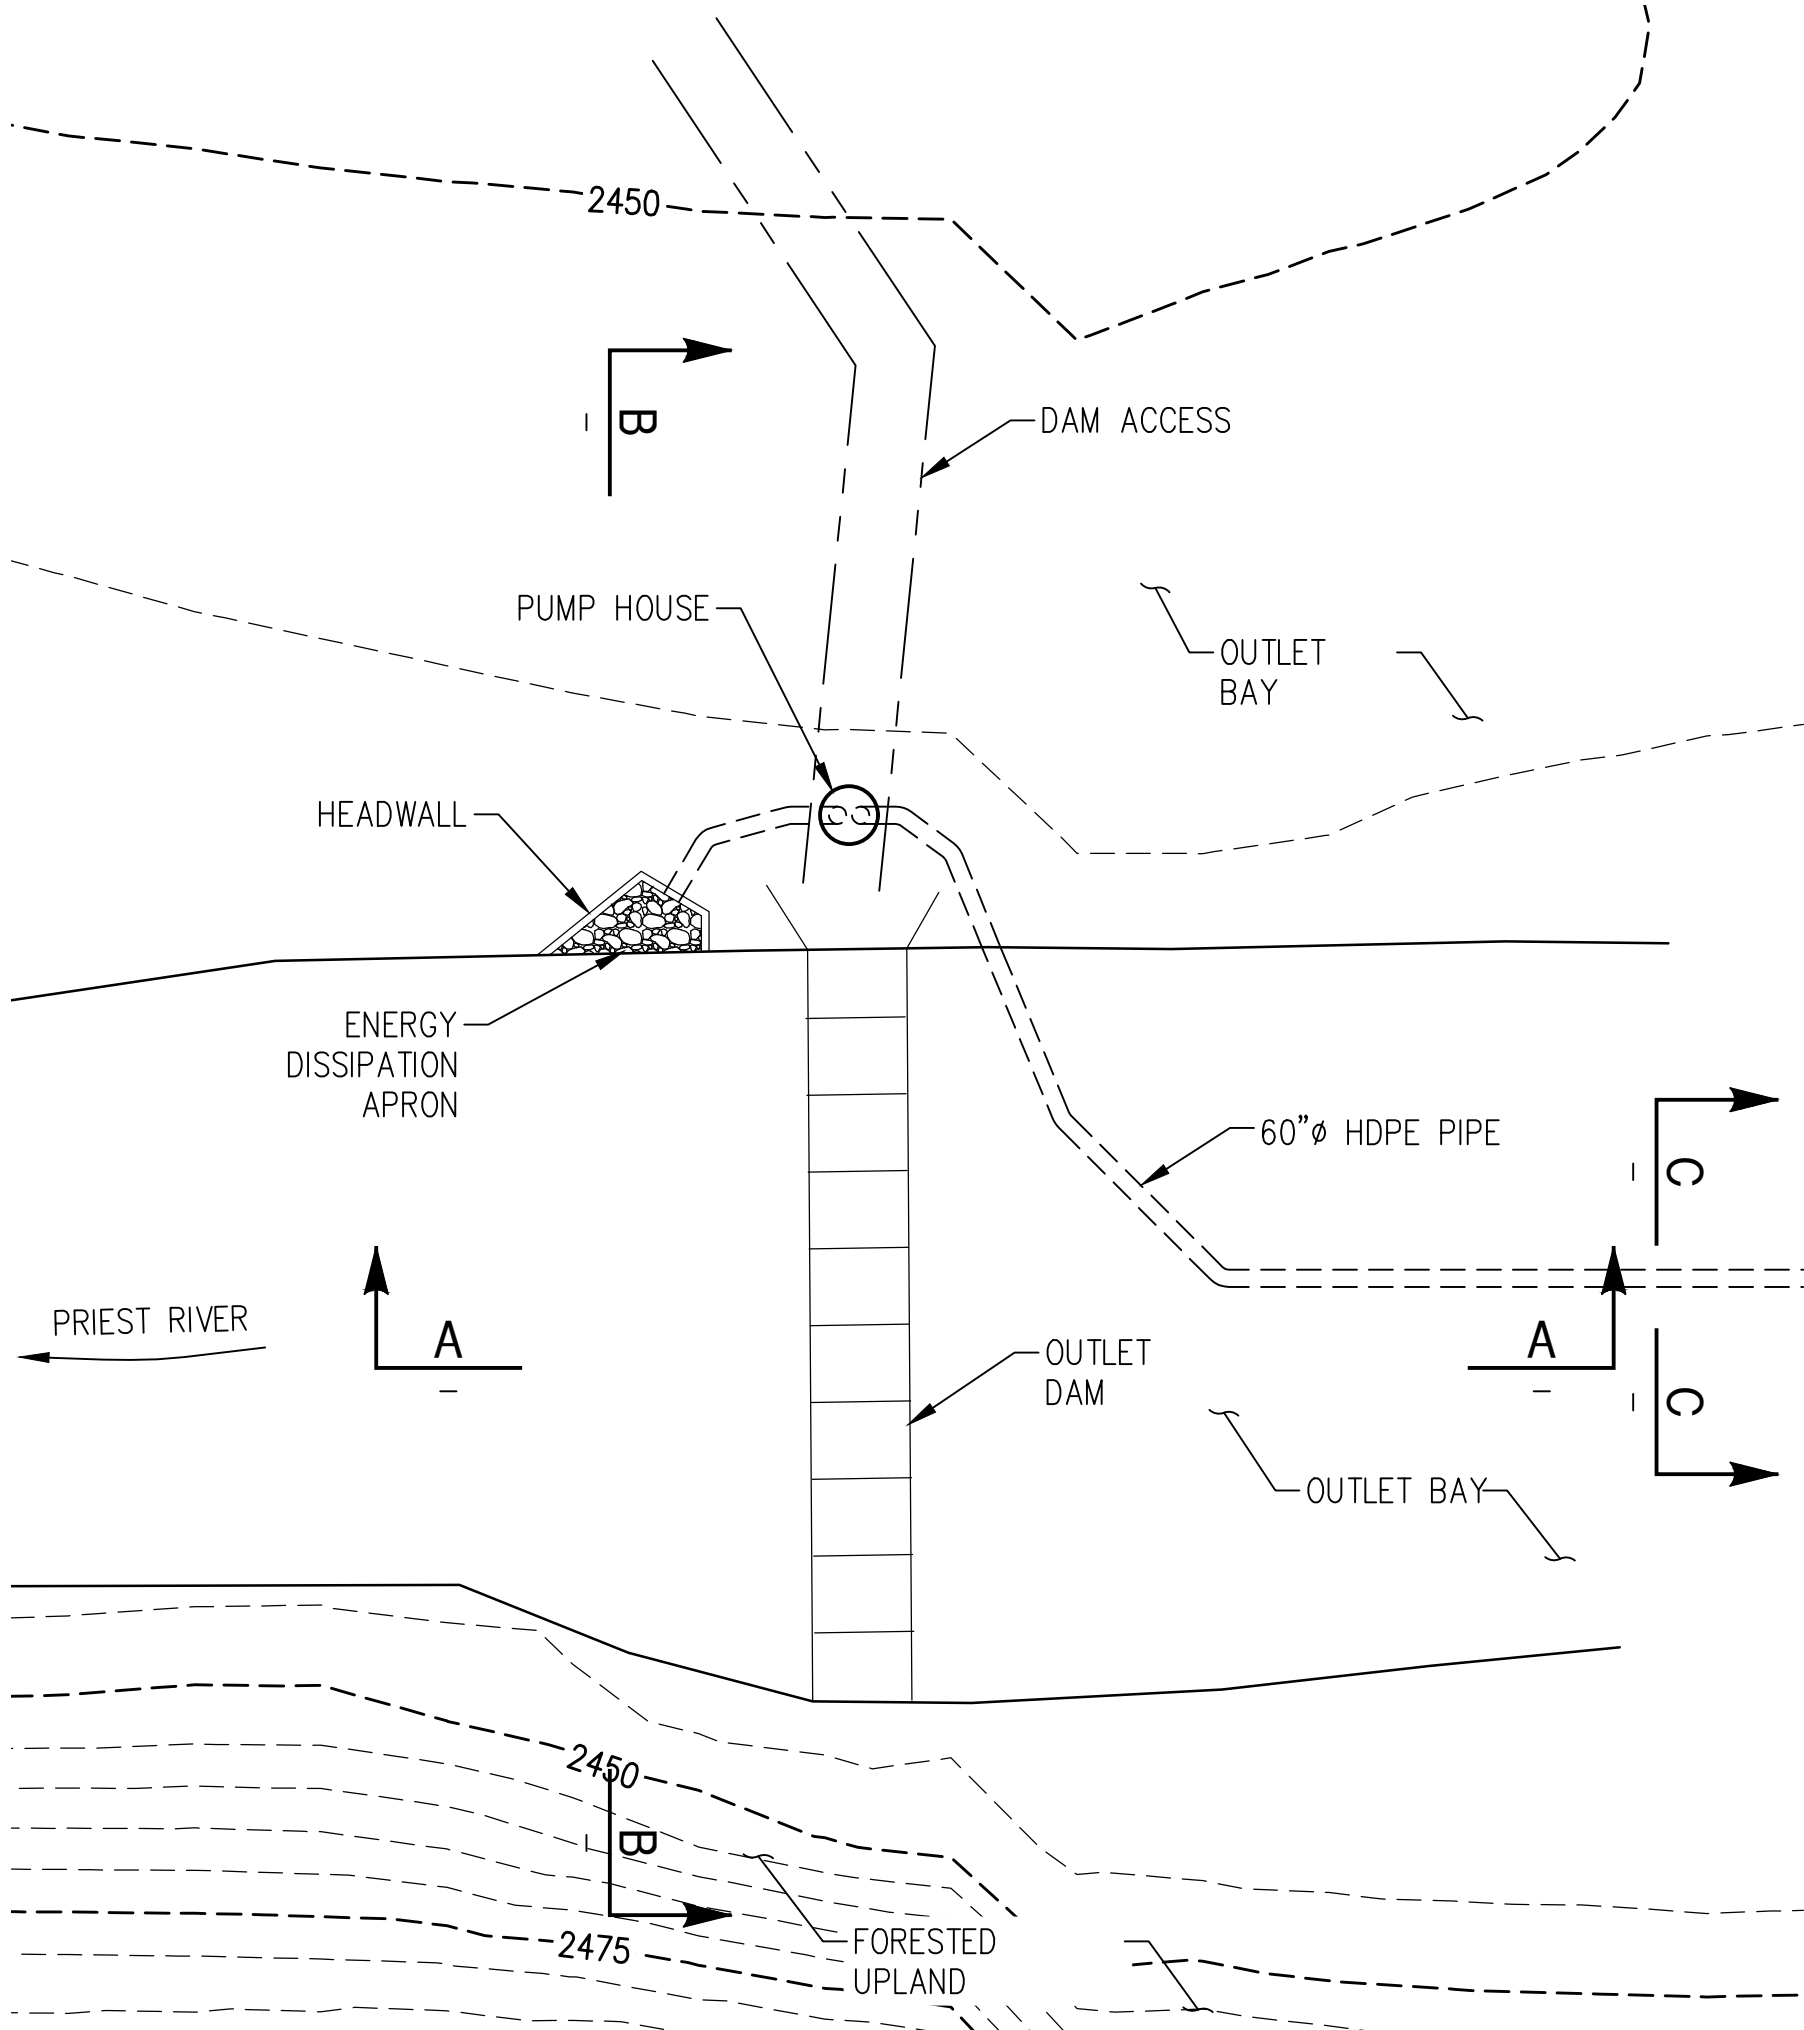 2450
B
DAM ACCESS
PUMP HOUSE
OUTLET
BAY
HEADWALL
ENERGY
DISSIPATION
APRON
60"ø HDPE PIPE
C
PRIEST RIVER
A
A
OUTLET
DAM
C
OUTLET BAY
2450
B
FORESTED
UPLAND
2475